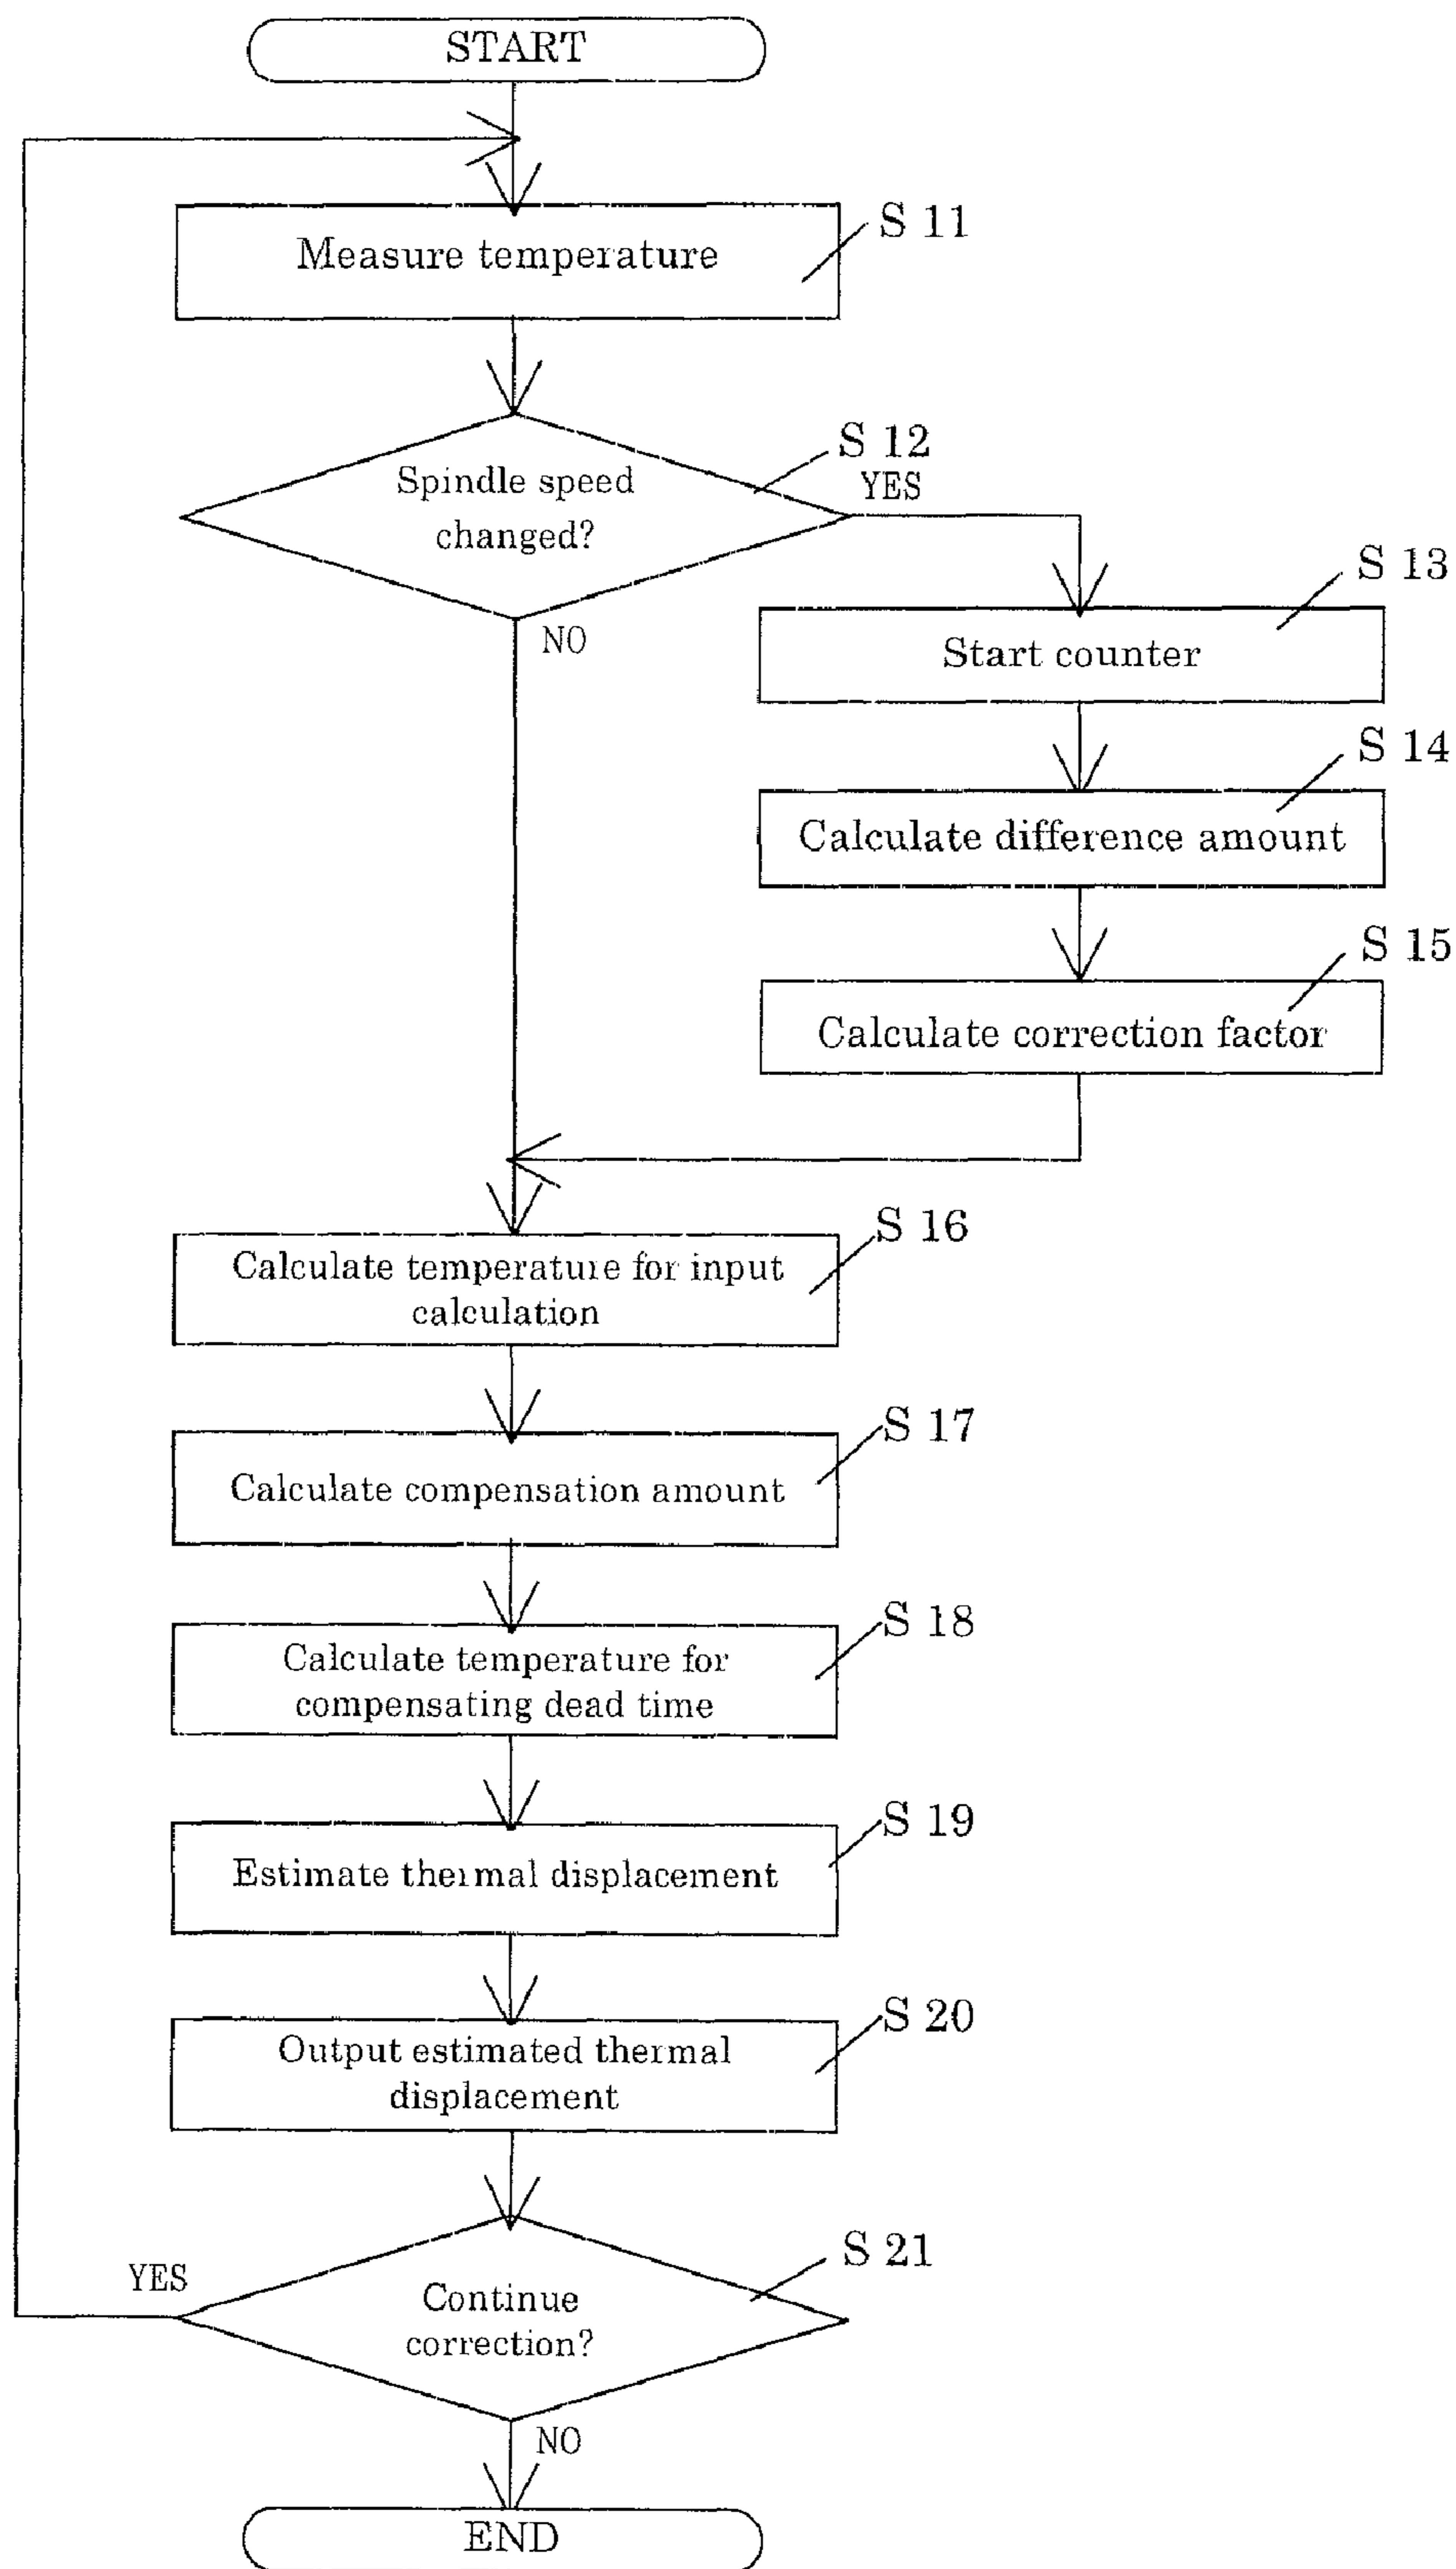 START
Measure temperature
S 11
Spindle speed
changed?
S 12
YES
NO
Start counter
S 13
Calculate difference amount
S 14
Calculate correction factor
S 15
Calculate temperature for input
calculation
S 16
Calculate compensation amount
S 17
Calculate temperature for
compensating dead time
S 18
Estimate thermal displacement
S 19
Output estimated thermal
displacement
S 20
Continue
correction?
S 21
YES
NO
END